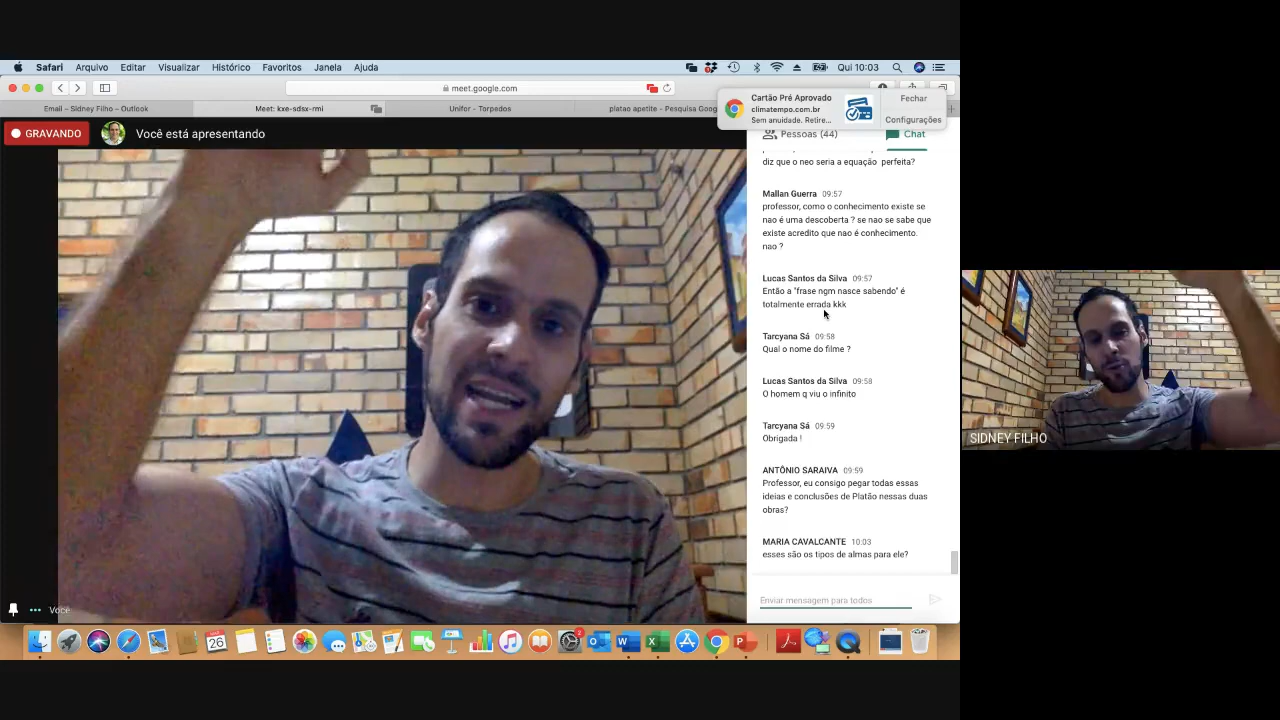 Safari Arquivo Editar Visualizar Histórico Favoritos Janela Ajuda
Qui 10:03
meet.google.com
Email – Sidney Filho – Outlook
Meet: kxe-sdsx-rmi
Unifor - Torpedos
platao apetite - Pesquisa Goog
Cartão Pré Aprovado
climatempo.com.br
Sem anuidade. Retire...
Fechar
Configurações
GRAVANDO
Você está apresentando
Pessoas (44)
Chat
diz que o neo seria a equação perfeita?
Mallan Guerra 09:57
professor, como o conhecimento existe se
nao é uma descoberta ? se nao se sabe que
existe acredito que nao é conhecimento.
nao ?
Lucas Santos da Silva 09:57
Então a "frase ngm nasce sabendo" é
totalmente errada kkk
Tarcyana Sá 09:58
Qual o nome do filme ?
Lucas Santos da Silva 09:58
O homem q viu o infinito
Tarcyana Sá 09:59
Obrigada !
ANTÔNIO SARAIVA 09:59
Professor, eu consigo pegar todas essas
ideias e conclusões de Platão nessas duas
obras?
MARIA CAVALCANTE 10:03
esses são os tipos de almas para ele?
Enviar mensagem para todos
Você
SIDNEY FILHO
26
2